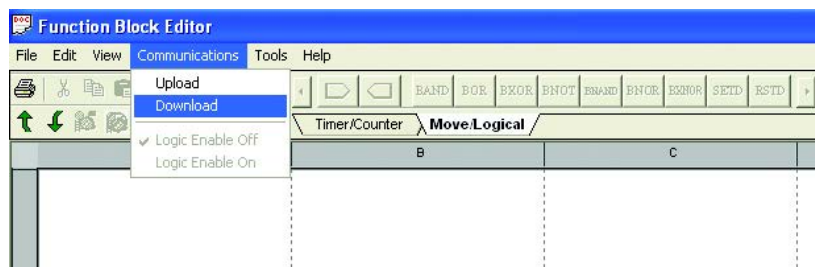 Function Block Editor
File Edit View Communications Tools Help
Upload
Download
Logic Enable Off
Logic Enable On
BAND BOR BXOR BNOT BNAND BNOR BXNOR SETD RSTD
Timer/Counter Move/Logical
B C